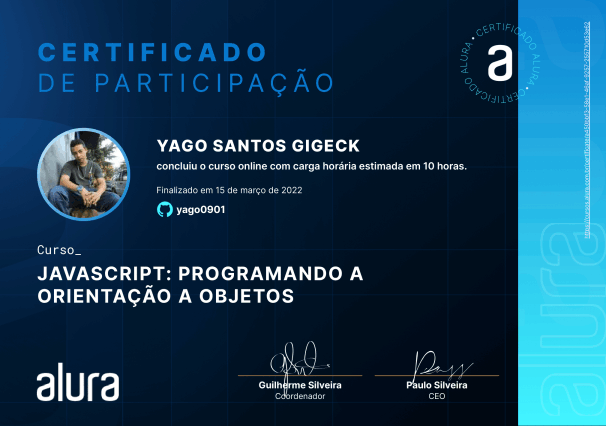 CERTIFICADO
DE PARTICIPAÇÃO
ALURA • CERTIFICADO ALURA • CERTIFICADO
a
YAGO SANTOS GIGECK
concluiu o curso online com carga horária estimada em 10 horas.
Finalizado em 15 de março de 2022
yago0901
Curso_
JAVASCRIPT: PROGRAMANDO A
ORIENTAÇÃO A OBJETOS
alura
Guilherme Silveira
Coordenador
Paulo Silveira
CEO
alura